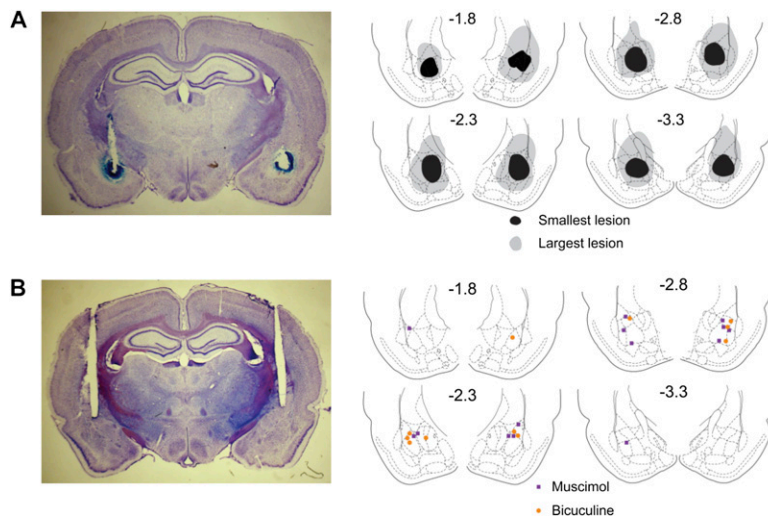 A
-1.8
-2.8
-2.3
-3.3
Smallest lesion
Largest lesion
B
-1.8
-2.8
-2.3
-3.3
Muscimol
Bicuculine